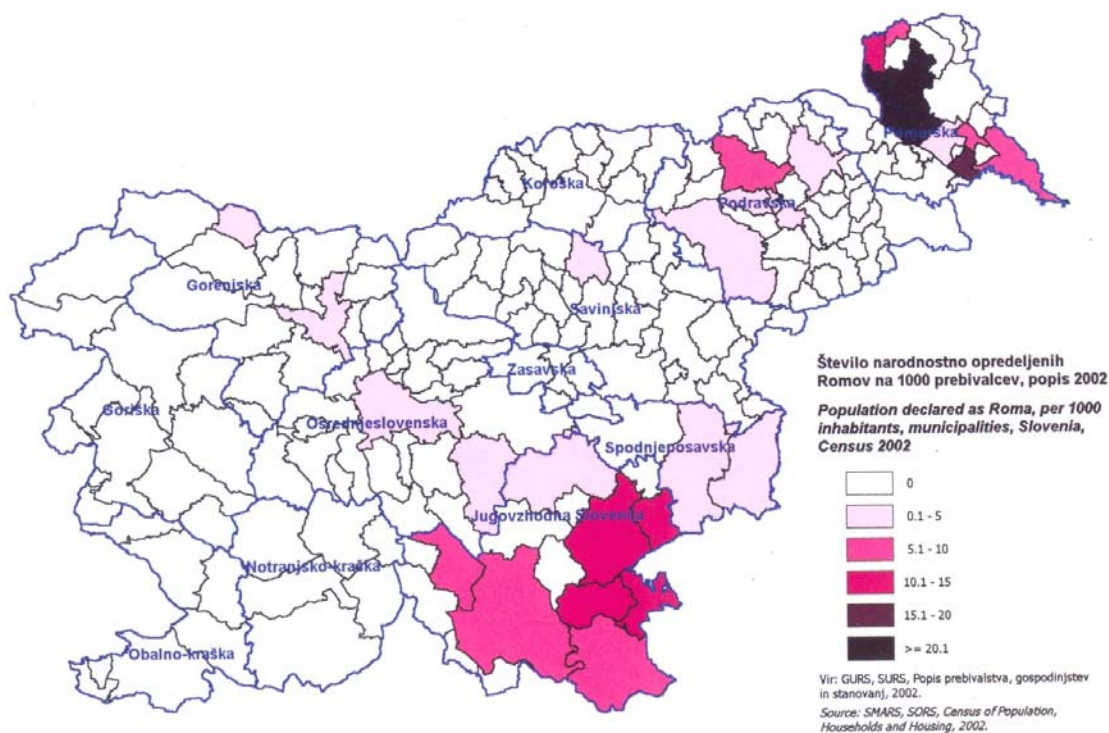 Pomurska
Koroška
Podravska
Gorenjska
Savinjska
Zasavska
Goriška
Osrednjeslovenska
Spodnjeposavska
Jugovzhodna Slovenija
Notranjsko-kraška
Obalno-kraška
Število narodnostno opredeljenih
Romov na 1000 prebivalcev, popis 2002
Population declared as Roma, per 1000
inhabitants, municipalities, Slovenia,
Census 2002
0
0.1 - 5
5.1 - 10
10.1 - 15
15.1 - 20
>= 20.1
Vir: GURS, SURS, Popis prebivalstva, gospodinjstev
in stanovanj, 2002.
Source: SMARS, SORS, Census of Population,
Households and Housing, 2002.